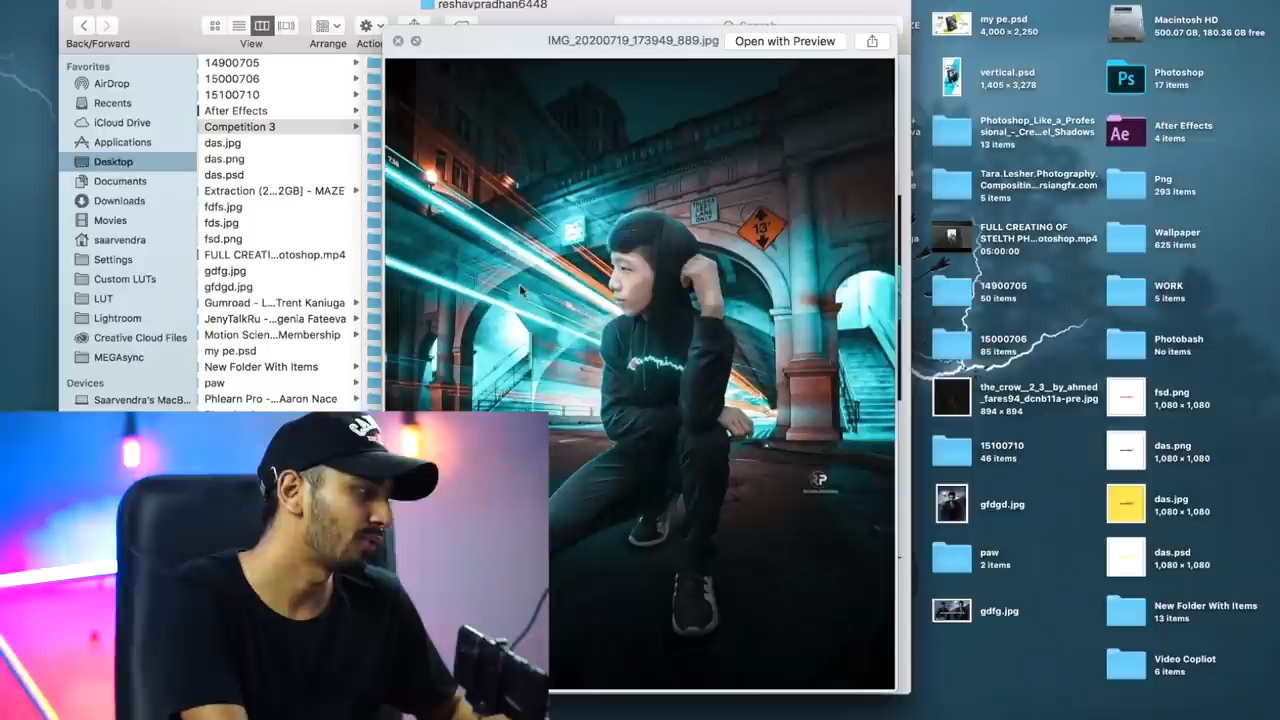 reshavpradhan6448
Back/Forward
View
Arrange
Search
IMG_20200719_173949_889.jpg
Open with Preview
Favorites
AirDrop
Recents
iCloud Drive
Applications
Desktop
Documents
Downloads
Movies
saarvendra
Settings
Custom LUTs
LUT
Lightroom
Creative Cloud Files
MEGAsync
Devices
Saarvendra's MacB...
14900705
15000706
15100710
After Effects
Competition 3
das.jpg
das.png
das.psd
Extraction (2...2GB] - MAZE
fdfs.jpg
fds.jpg
fsd.png
FULL CREATI...otoshop.mp4
gdfg.jpg
gdfgd.jpg
Gumroad - L...Trent Kaniuga
JenyTalkRu -...genia Fateeva
Motion Scien...Membership
my pe.psd
New Folder With Items
paw
Phlearn Pro -...Aaron Nace
13'
RP
my pe.psd
4,000 × 2,250
vertical.psd
1,405 × 3,278
Photoshop_Like_a_Profes
sional_-_Cre...el_Shadows
13 items
Tara.Lesher.Photography.
Compositin...rsiangfx.com
5 items
FULL CREATING OF
STELTH PH...otoshop.mp4
05:00:00
14900705
50 items
15000706
85 items
the_crow__2_3__by_ahmed
_fares94_dcnb11a-pre.jpg
894 × 894
15100710
46 items
gfdgd.jpg
paw
2 items
gdfg.jpg
Macintosh HD
500.07 GB, 180.36 GB free
Ps
Photoshop
17 items
Ae
After Effects
4 items
Png
293 items
Wallpaper
625 items
WORK
5 items
Photobash
No items
fsd.png
1,080 × 1,080
das.png
1,080 × 1,080
das.jpg
1,080 × 1,080
das.psd
1,080 × 1,080
New Folder With Items
13 items
Video Copliot
6 items